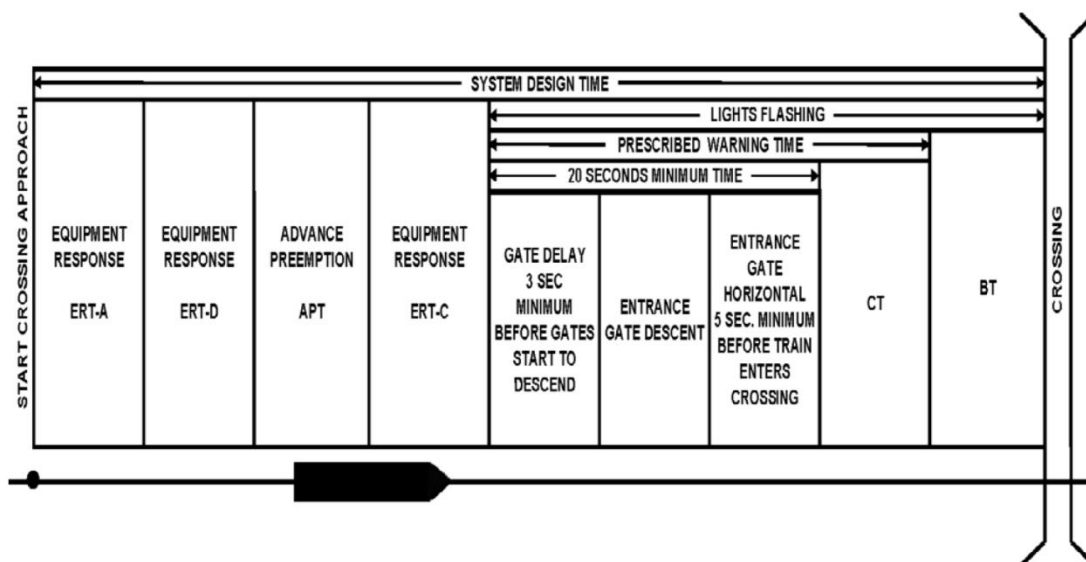 SYSTEM DESIGN TIME
LIGHTS FLASHING
PRESCRIBED WARNING TIME
20 SECONDS MINIMUM TIME
START CROSSING APPROACH
EQUIPMENT
RESPONSE
ERT-A
EQUIPMENT
RESPONSE
ERT-D
ADVANCE
PREEMPTION
APT
EQUIPMENT
RESPONSE
ERT-C
GATE DELAY
3 SEC
MINIMUM
BEFORE GATES
START TO
DESCEND
ENTRANCE
GATE DESCENT
ENTRANCE
GATE
HORIZONTAL
5 SEC. MINIMUM
BEFORE TRAIN
ENTERS
CROSSING
CT
BT
CROSSING